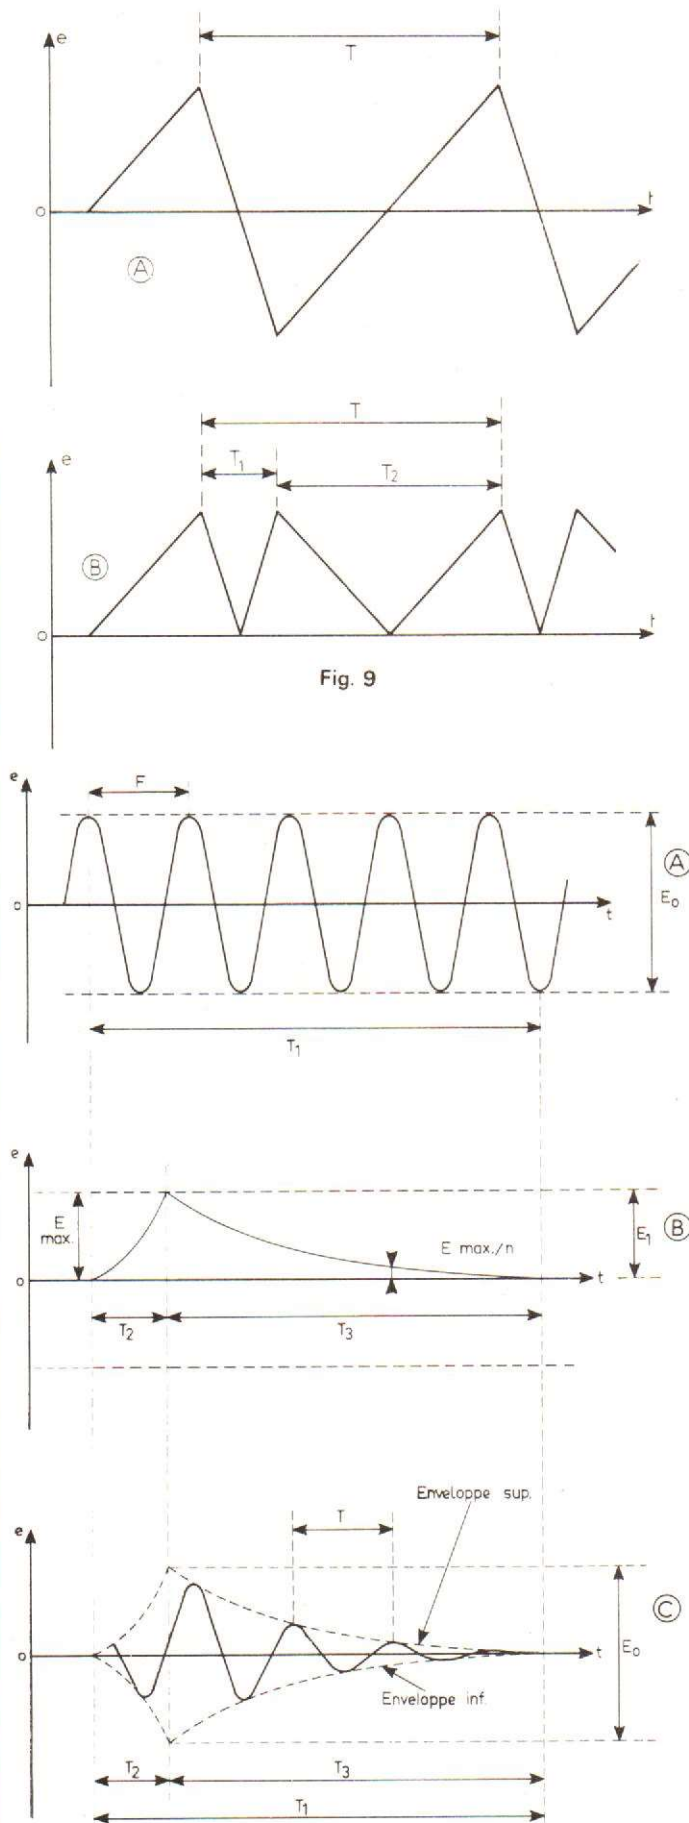 e
T
o
t
A
T
e
T1
T2
B
o
t
Fig. 9
e
F
A
o
t
E0
T1
e
E
max.
E max./n
E1
B
o
t
T2
T3
Enveloppe sup.
T
e
C
o
t
E0
Enveloppe inf.
T2
T3
T1